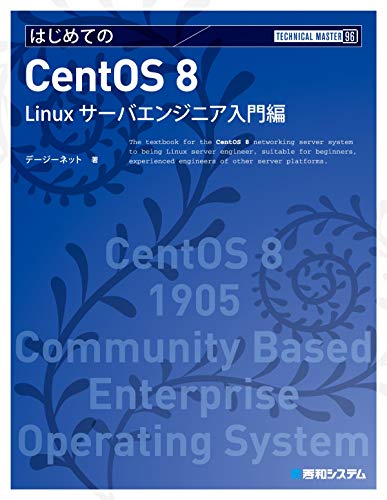 はじめての
TECHNICAL MASTER 96
CentOS 8
Linux サーバエンジニア入門編
デージーネット 著
The textbook for the CentOS 8 networking server system
to being Linux server engineer, suitable for beginners,
experienced engineers of other server platforms.
CentOS 8
1905
Community Based
Enterprise
Operating System
秀和システム